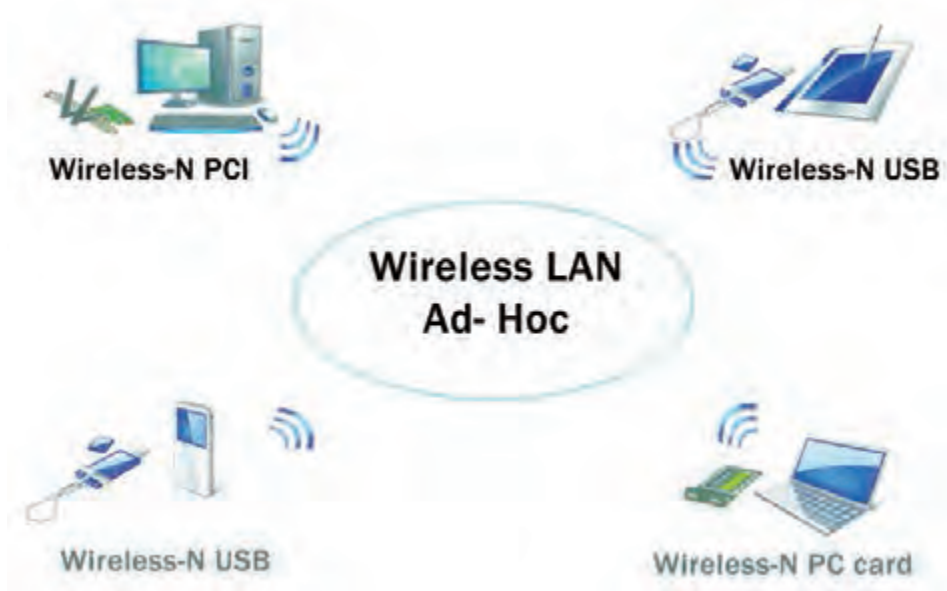 Wireless-N PCI
Wireless-N USB
Wireless LAN
Ad- Hoc
Wireless-N USB
Wireless-N PC card